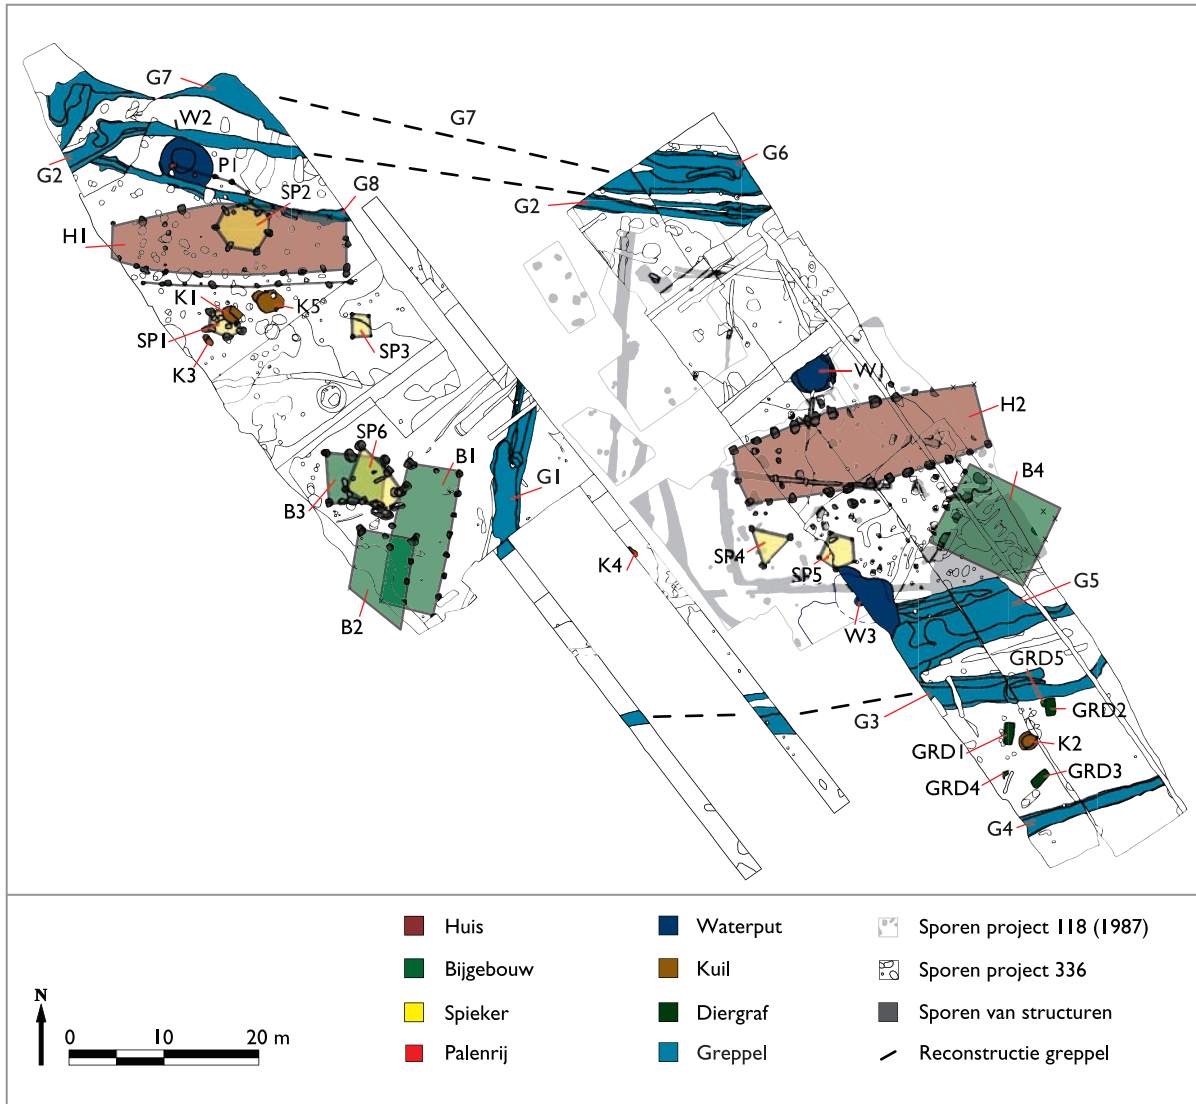 G7
G7
W2
G6
P1
G2
SP2
G8
G2
H1
K1
K5
SP1
SP3
K3
W1
H2
SP6
B1
B4
G1
B3
SP4
K4
SP5
G5
B2
W3
GRD5
G3
GRD2
GRD1
K2
GRD3
GRD4
G4
Huis
Bijgebouw
Spieker
Palenrij
Waterput
Kuil
Diergraf
Greppel
Sporen project 118 (1987)
Sporen project 336
Sporen van structuren
Reconstructie greppel
N
0 10 20 m